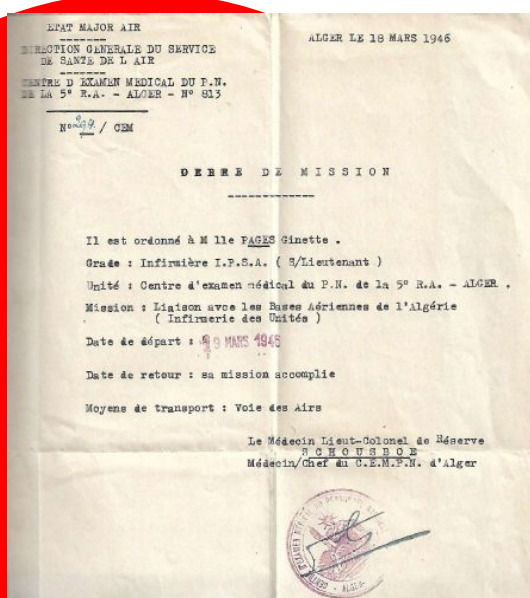 ETAT MAJOR AIR
-------
DIRECTION GENERALE DU SERVICE
DE SANTE DE L AIR
-------
CENTRE D EXAMEN MEDICAL DU P.N.
DE LA 5° R.A. - ALGER - N° 813
N° / CEM
ALGER LE 18 MARS 1946
ORDRE DE MISSION
-------------
Il est ordonné à M lle PAGES Ginette .
Grade : Infirmière I.P.S.A. ( S/Lieutenant )
Unité : Centre d'examen médical du P.N. de la 5° R.A. - ALGER .
Mission : Liaison avce les Bases Aériennes de l'Algérie
( Infirmerie des Unités )
Date de départ : 19 MARS 1946
Date de retour : sa mission accomplie
Moyens de transport : Voie des Airs
Le Médecin Lieut-Colonel de Réserve
SCHOUSBOE
Médecin/Chef du C.E.M.P.N. d'Alger